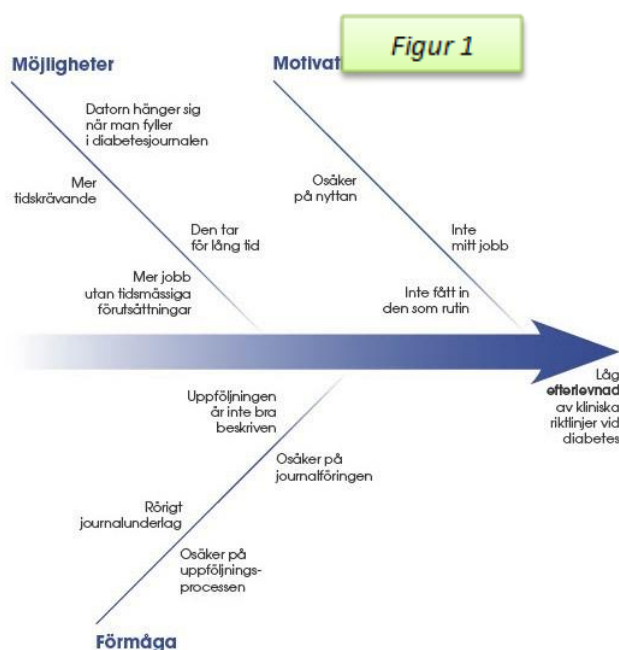 Figur 1
Möjligheter
Motivat
Datorn hänger sig
när man fyller
i diabetesjournalen
Mer
tidskrävande
Den tar
för lång tid
Mer jobb
utan tidsmässiga
förutsättningar
Osäker
på nyttan
Inte
mitt jobb
Inte fått in
den som rutin
Låg
efterlevnad
av kliniska
riktlinjer vid
diabetes
Uppföljningen
är inte bra
beskriven
Osäker på
journalföringen
Rörigt
journalunderlag
Osäker på
uppföljnings-
processen
Förmåga